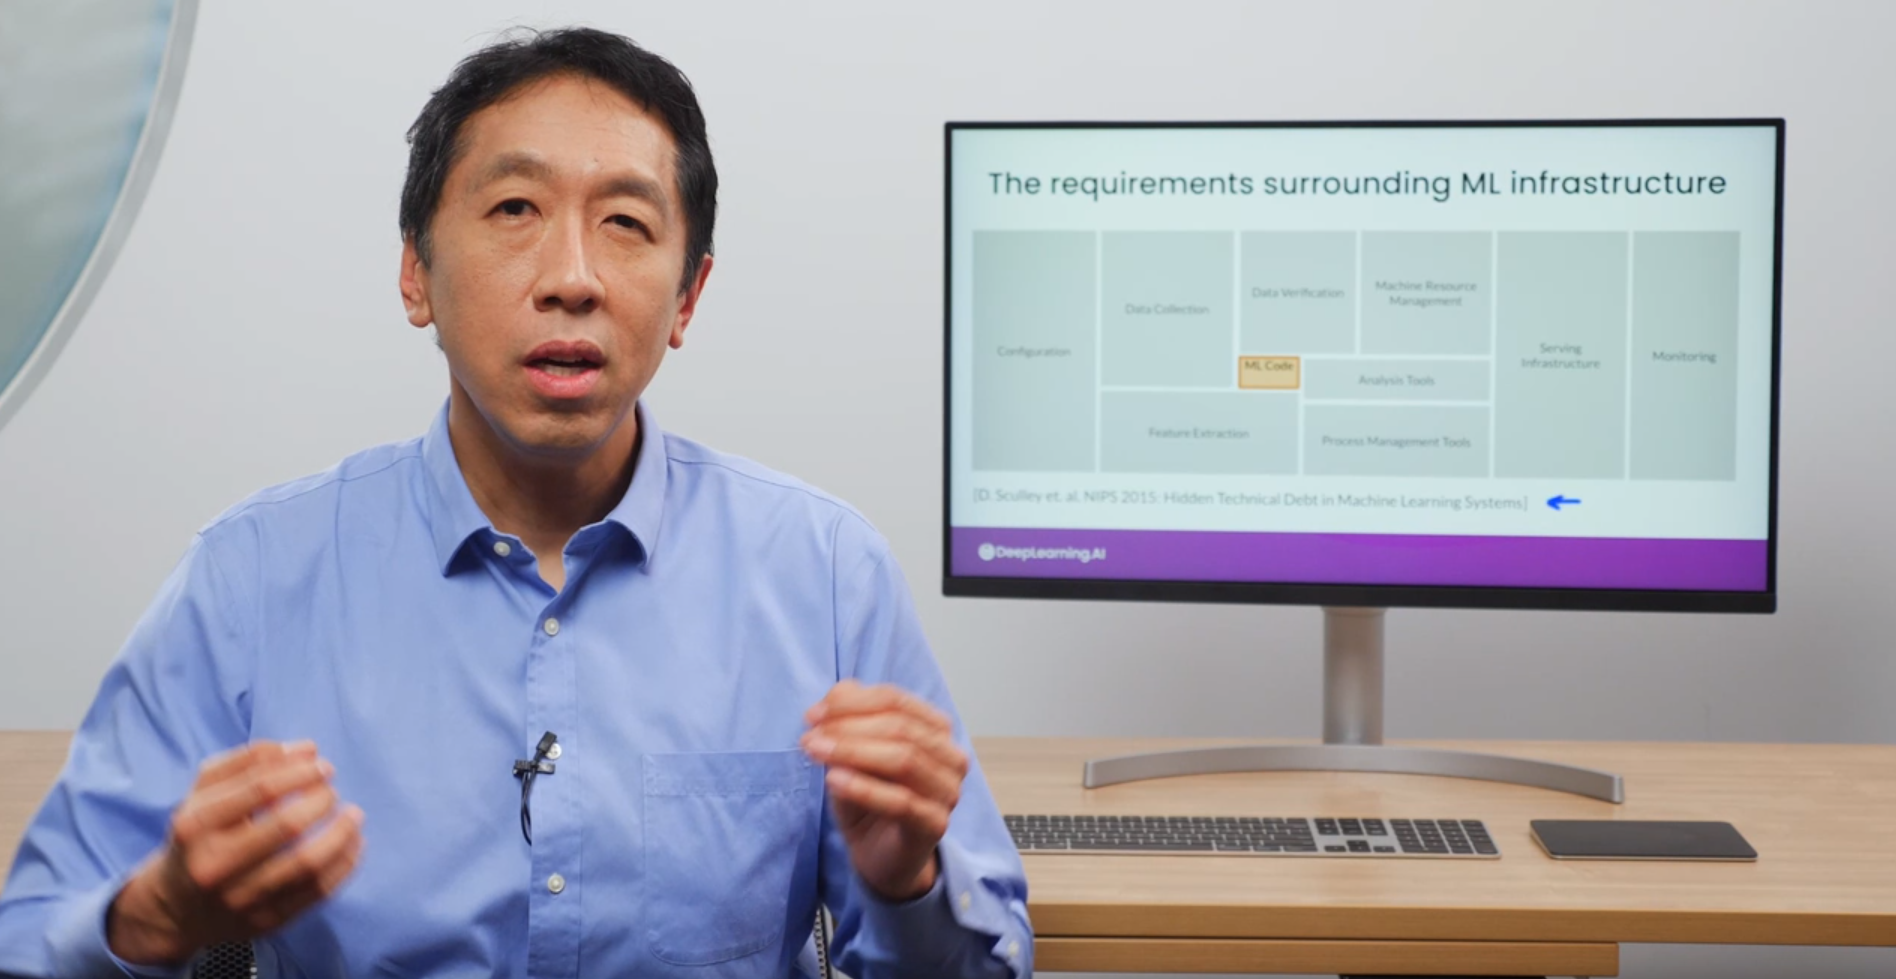 The requirements surrounding ML infrastructure
Configuration
Data Collection
Data Verification
Machine Resource
Management
ML Code
Analysis Tools
Feature Extraction
Process Management Tools
Serving
Infrastructure
Monitoring
[D. Sculley et. al. NIPS 2015: Hidden Technical Debt in Machine Learning Systems]
DeepLearning.AI